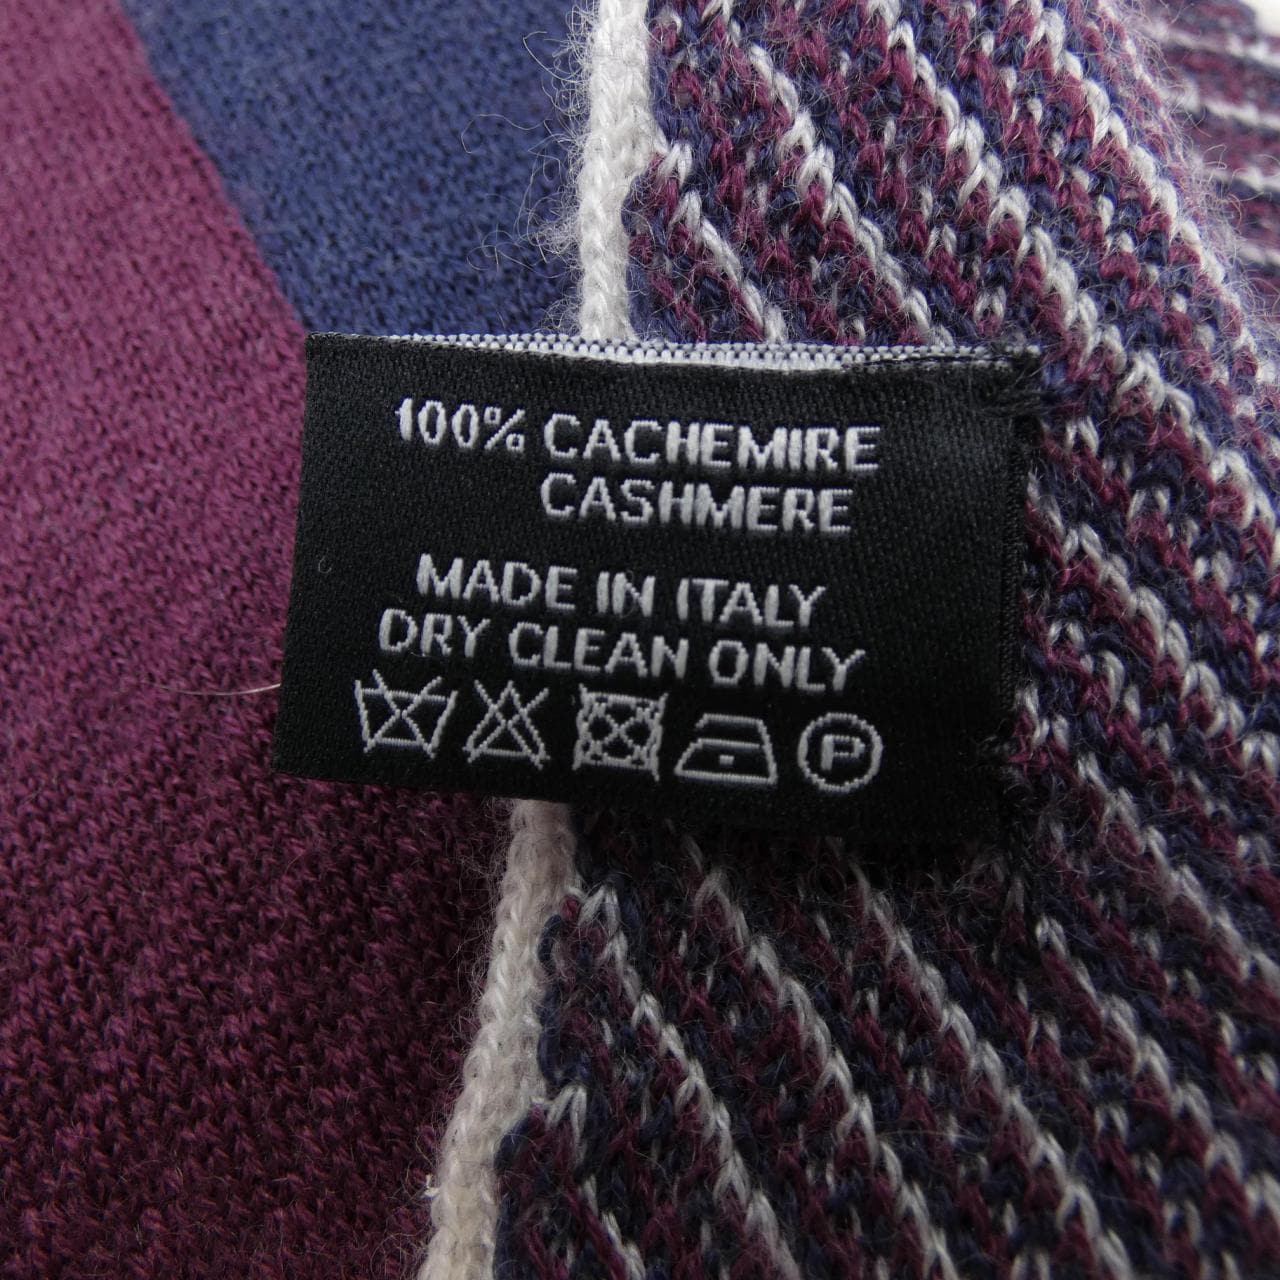 100% CACHEMIRE
CASHMERE
MADE IN ITALY
DRY CLEAN ONLY
P